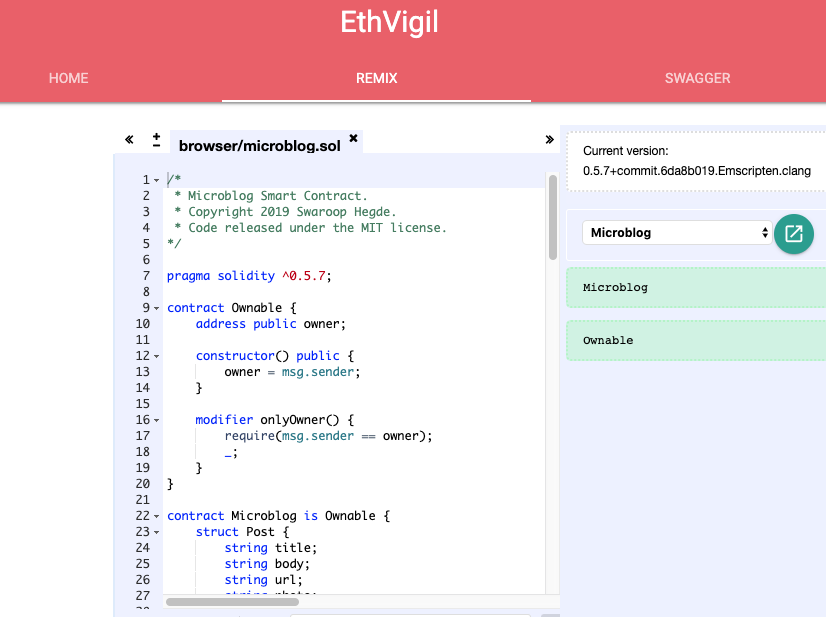 EthVigil
HOME
REMIX
SWAGGER
« ± browser/microblog.sol ✖ »
1 /*
2  * Microblog Smart Contract.
3  * Copyright 2019 Swaroop Hegde.
4  * Code released under the MIT license.
5 */
6
7 pragma solidity ^0.5.7;
8
9 contract Ownable {
10     address public owner;
11
12     constructor() public {
13         owner = msg.sender;
14     }
15
16     modifier onlyOwner() {
17         require(msg.sender == owner);
18         _;
19     }
20 }
21
22 contract Microblog is Ownable {
23     struct Post {
24         string title;
25         string body;
26         string url;
27         string
Current version:
0.5.7+commit.6da8b019.Emscripten.clang
Microblog
Microblog
Ownable